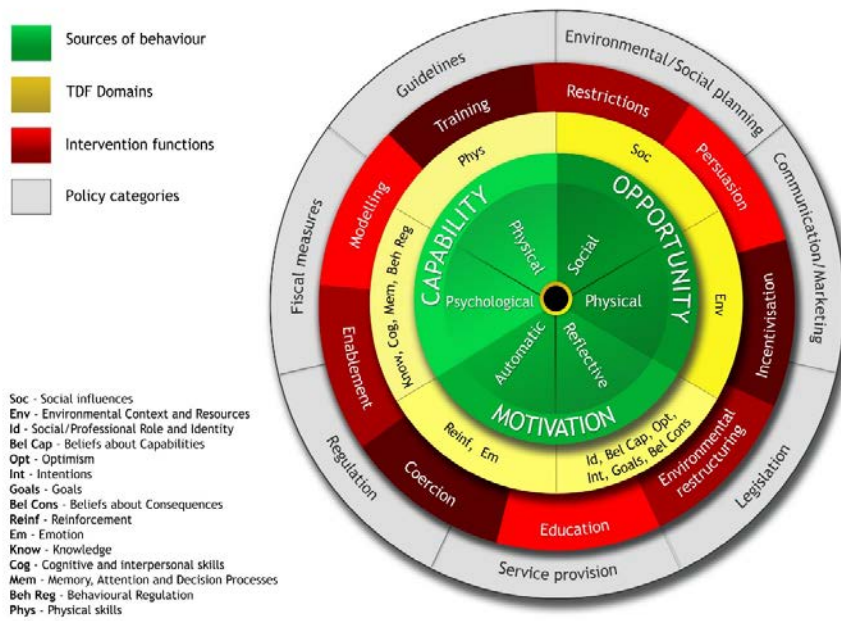 Sources of behaviour
TDF Domains
Intervention functions
Policy categories
Guidelines
Environmental/Social planning
Communication/Marketing
Legislation
Service provision
Regulation
Fiscal measures
Training
Restrictions
Persuasion
Incentivisation
Environmental
restructuring
Education
Coercion
Enablement
Modelling
Phys
Soc
Env
Id, Bel Cap, Opt,
Int, Goals, Bel Cons
Reinf, Em
Know, Cog, Mem, Beh Reg
CAPABILITY
OPPORTUNITY
MOTIVATION
Physical
Social
Psychological
Physical
Automatic
Reflective
Soc - Social influences
Env - Environmental Context and Resources
Id - Social/Professional Role and Identity
Bel Cap - Beliefs about Capabilities
Opt - Optimism
Int - Intentions
Goals - Goals
Bel Cons - Beliefs about Consequences
Reinf - Reinforcement
Em - Emotion
Know - Knowledge
Cog - Cognitive and interpersonal skills
Mem - Memory, Attention and Decision Processes
Beh Reg - Behavioural Regulation
Phys - Physical skills